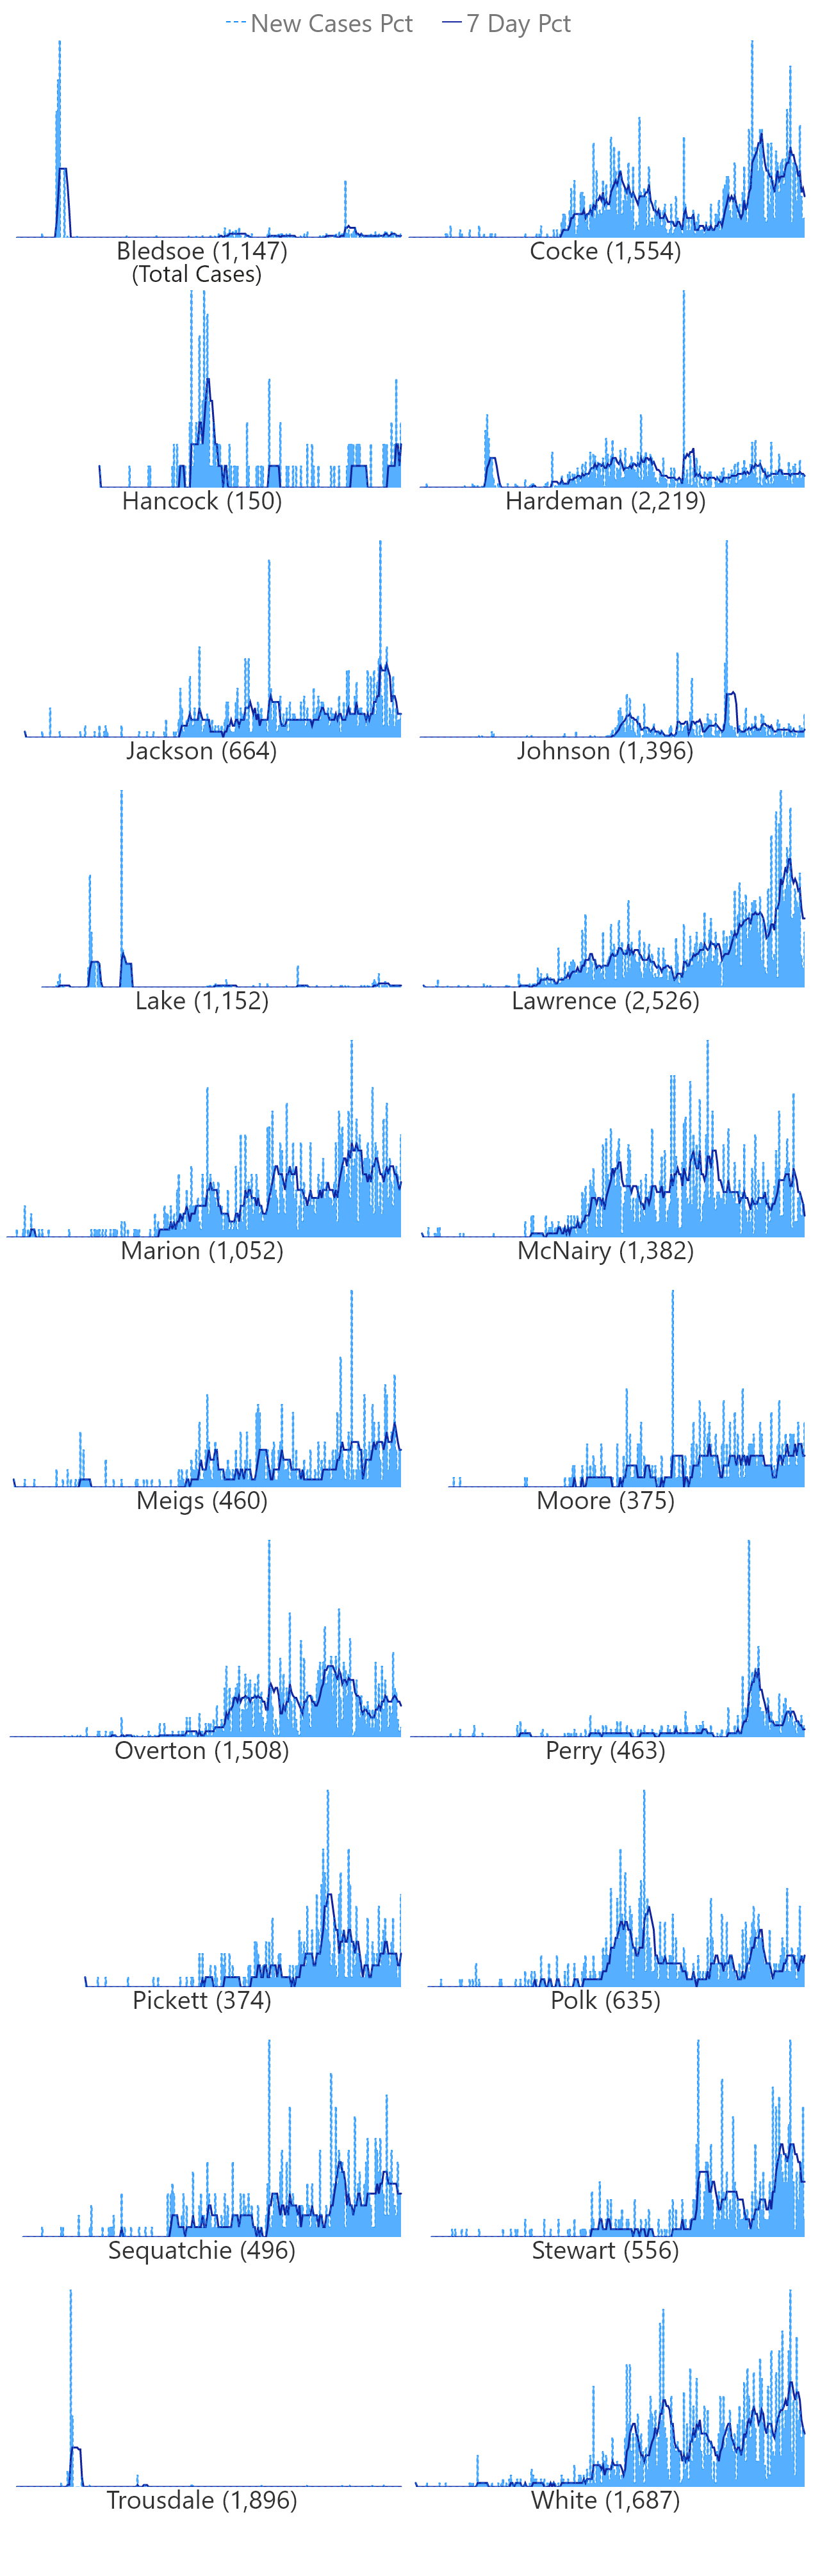 New Cases Pct 7 Day Pct
Bledsoe (1,147) Cocke (1,554)
(Total Cases)
Hancock (150) Hardeman (2,219)
Jackson (664) Johnson (1,396)
Lake (1,152) Lawrence (2,526)
Marion (1,052) McNairy (1,382)
Meigs (460) Moore (375)
Overton (1,508) Perry (463)
Pickett (374) Polk (635)
Sequatchie (496) Stewart (556)
Trousdale (1,896) White (1,687)